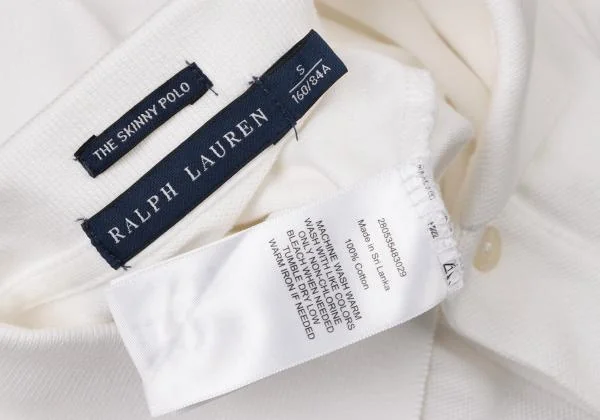 THE SKINNY POLO
RALPH LAUREN
S
160/84A
280535483029
Made in Sri Lanka
100% Cotton
MACHINE WASH WARM
WASH WITH LIKE COLORS
ONLY NON-CHLORINE
BLEACH WHEN NEEDED
TUMBLE DRY LOW
WARM IRON IF NEEDED